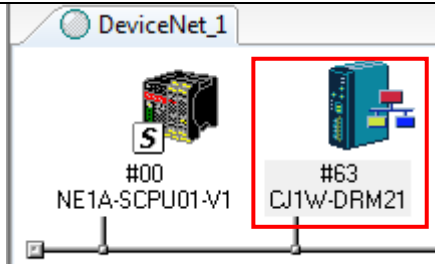 DeviceNet_1
S
#00
#63
NE1A-SCPU01-V1
CJ1W-DRM21